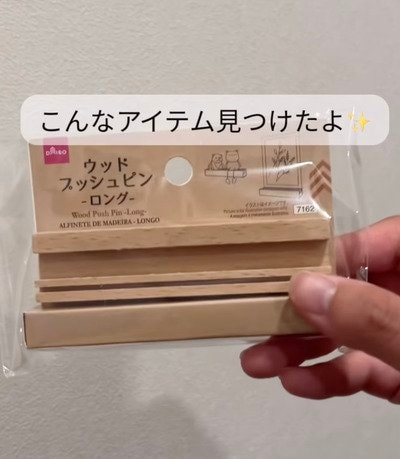 こんなアイテム見つけたよ✨
DAISO
ウッド
プッシュピン
-ロング-
Wood Push Pin -Long-
ALFINETE DE MADEIRA - LONGO
7162